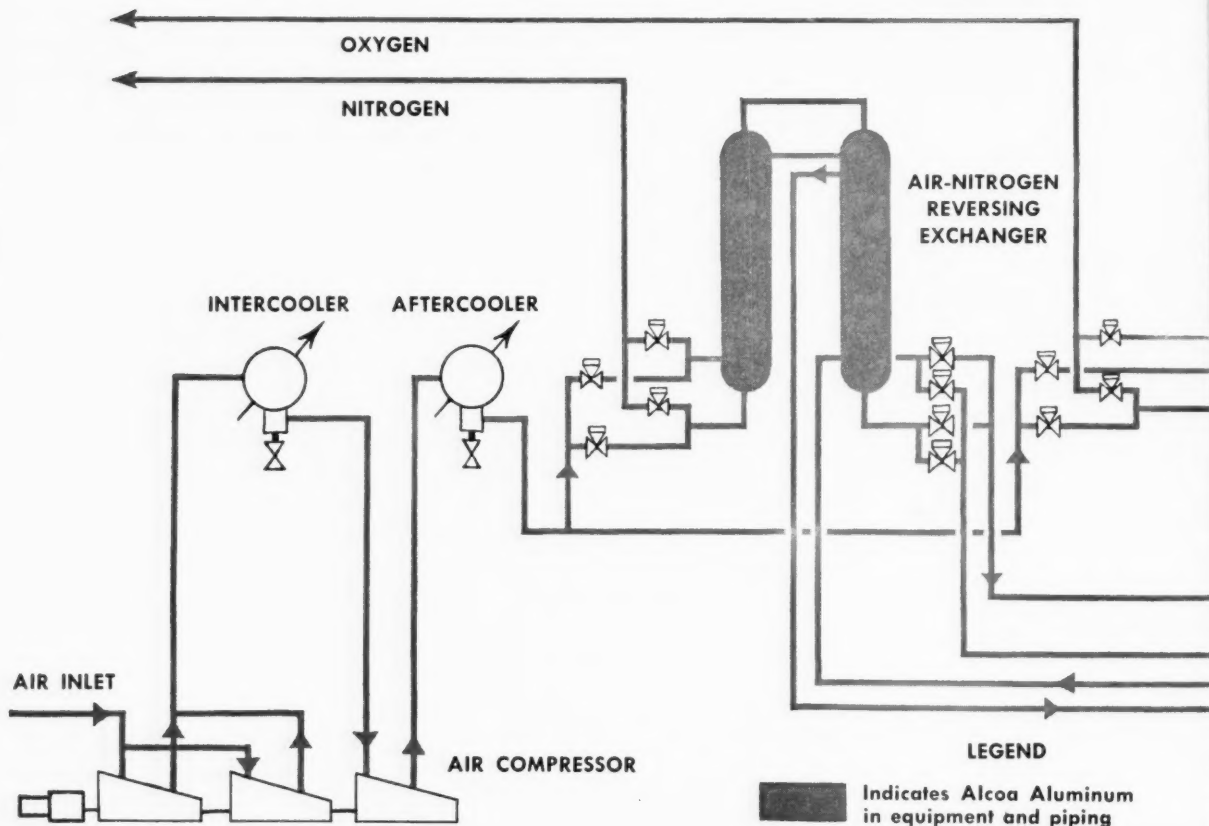 OXYGEN
NITROGEN
AIR-NITROGEN
REVERSING
EXCHANGER
INTERCOOLER
AFTERCOOLER
AIR INLET
AIR COMPRESSOR
LEGEND
Indicates Alcoa Aluminum
in equipment and piping